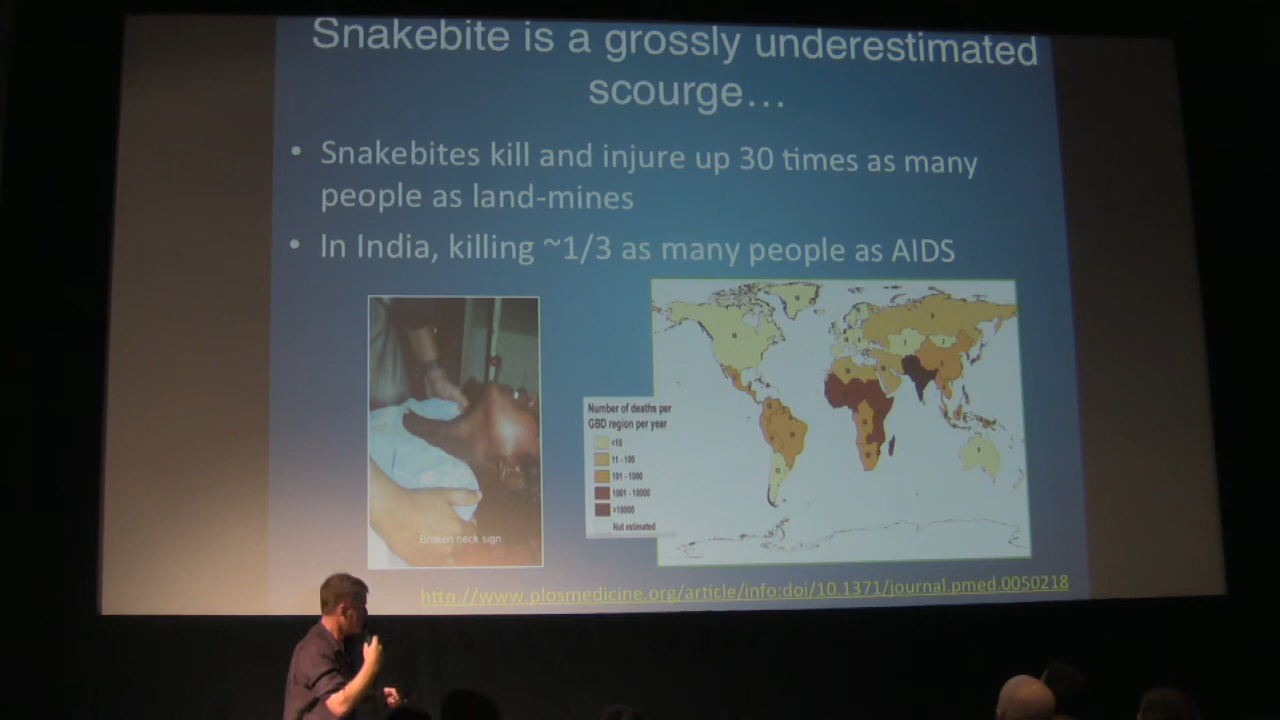 Snakebite is a grossly underestimated
scourge…
• Snakebites kill and injure up 30 times as many
people as land-mines
• In India, killing ~1/3 as many people as AIDS
Number of deaths per
GBD region per year
<10
11 - 100
101 - 1000
1001 - 10000
>10000
Not estimated
Broken neck sign
http://www.plosmedicine.org/article/info:doi/10.1371/journal.pmed.0050218